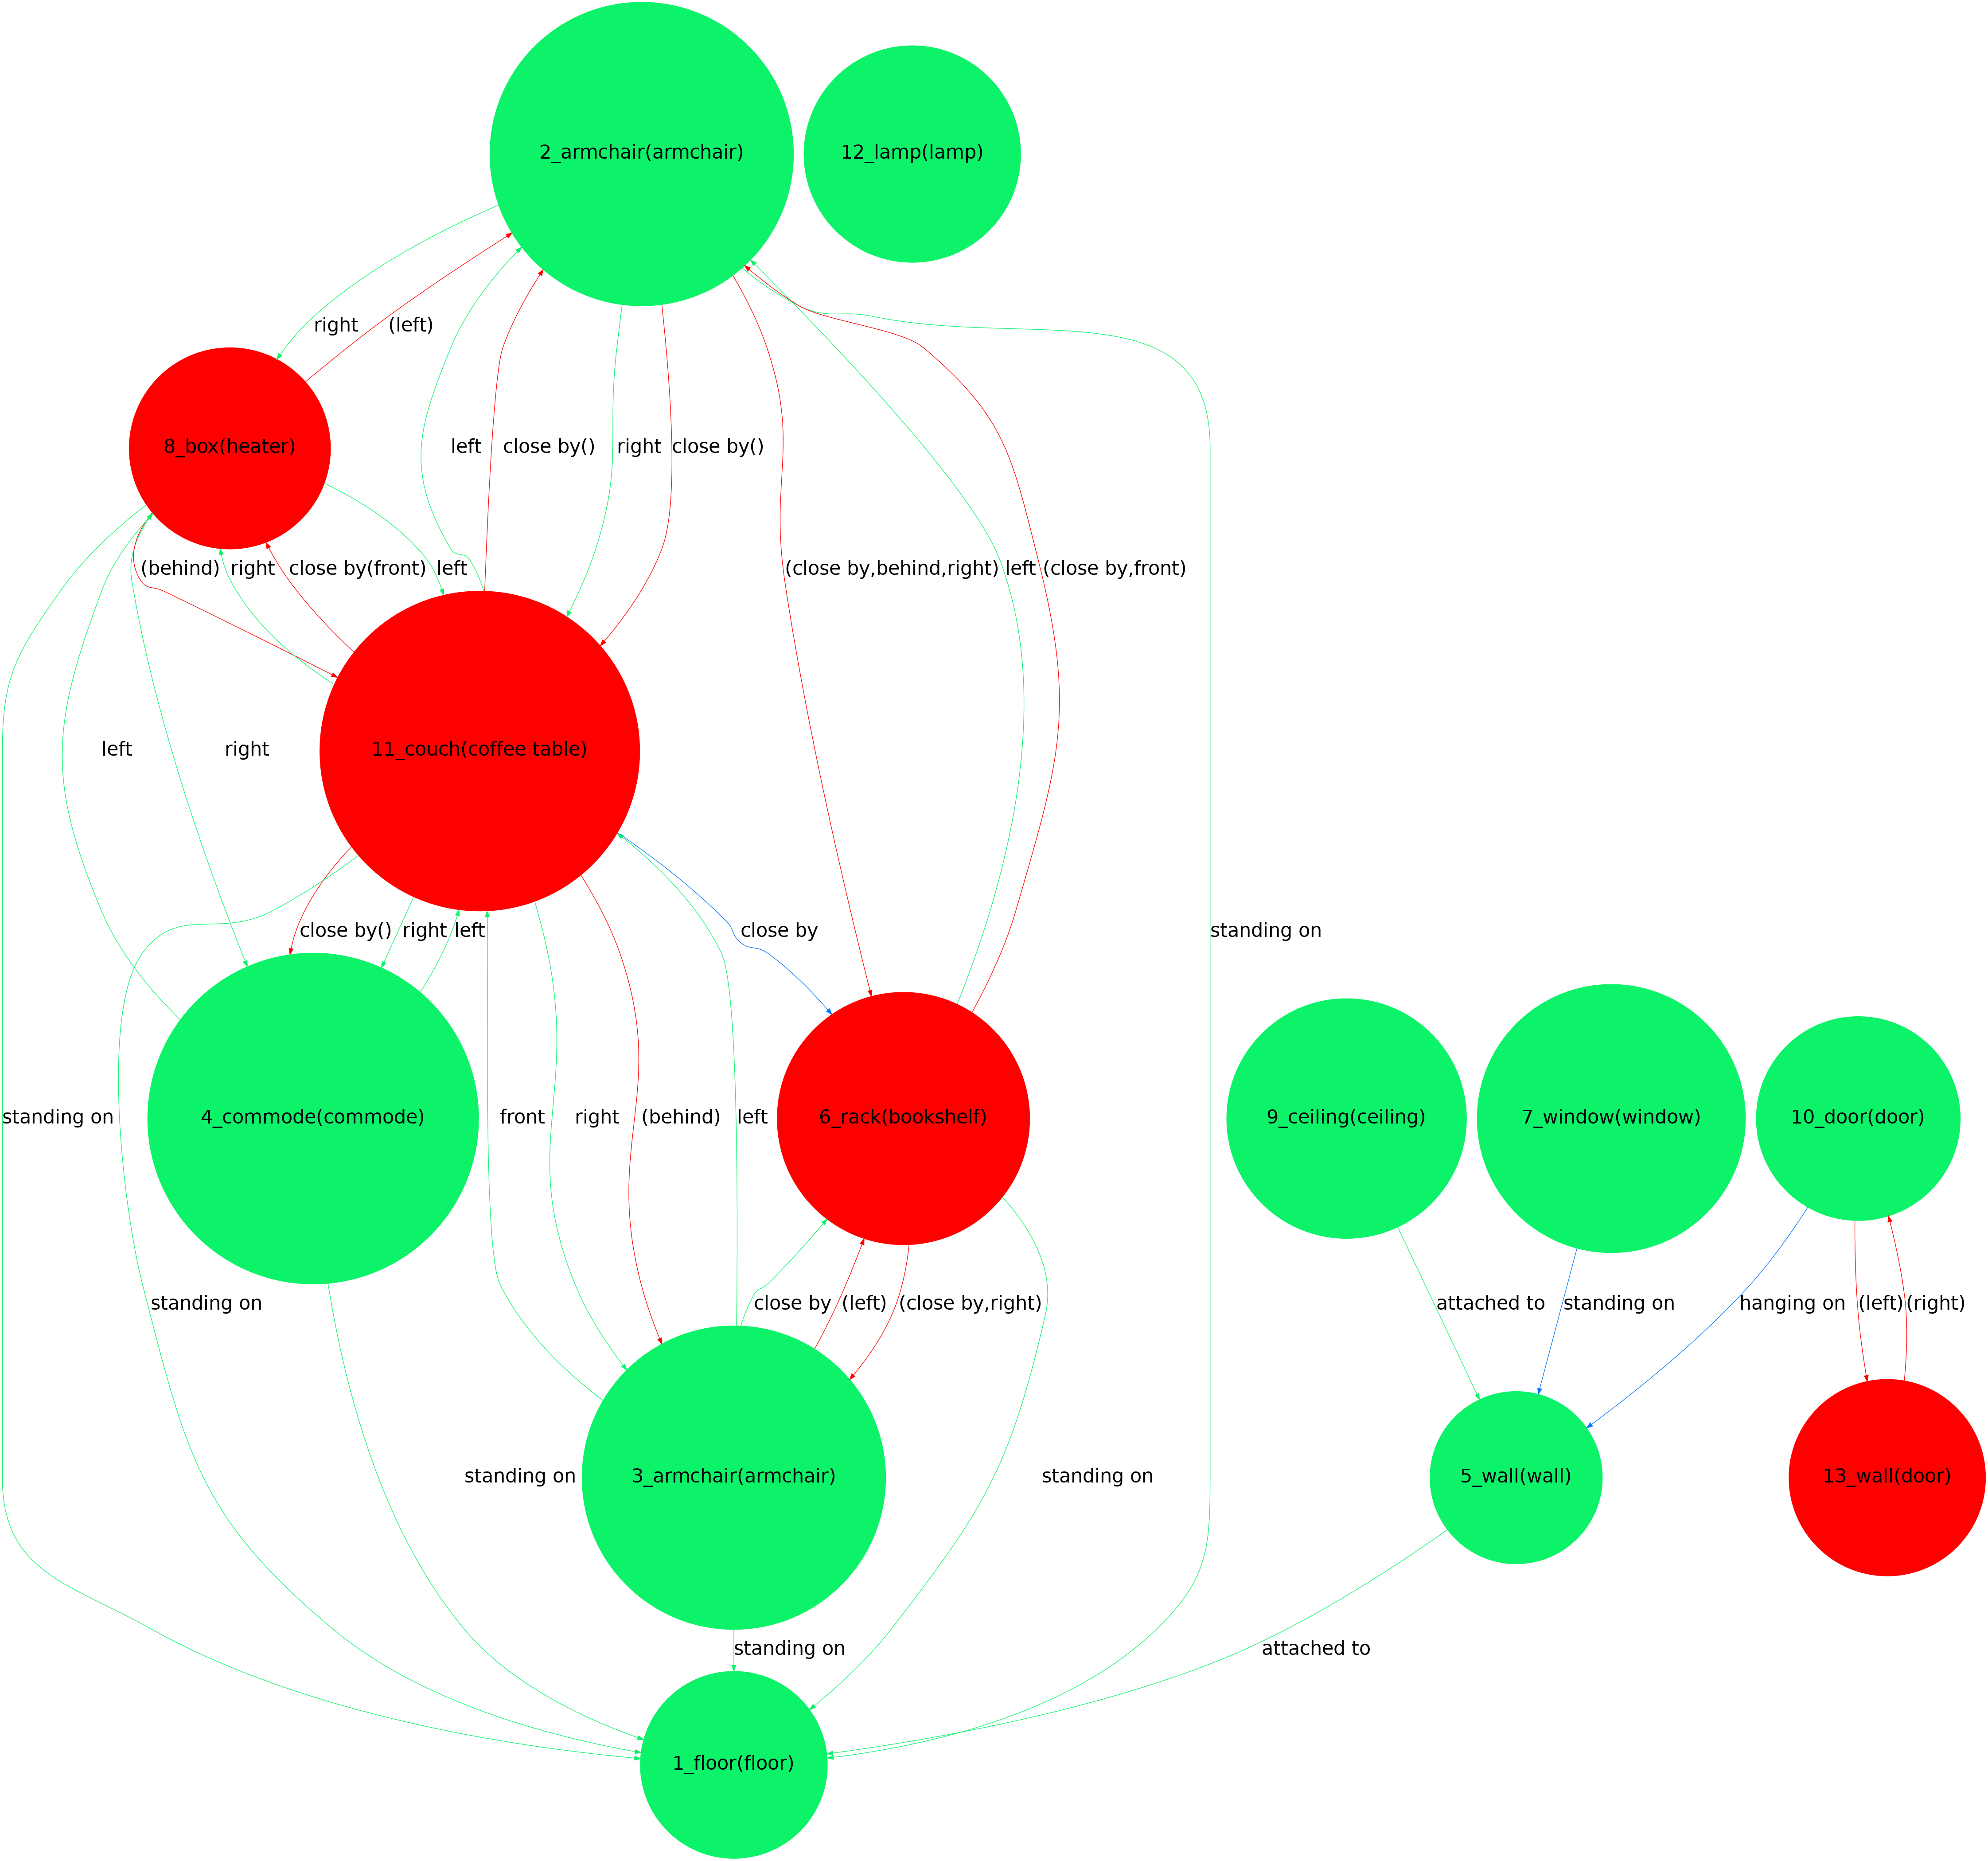 2_armchair(armchair)
12_lamp(lamp)
right
(left)
8_box(heater)
left
close by()
right
close by()
(behind)
right
close by(front)
left
(close by,behind,right)
left
(close by,front)
left
right
11_couch(coffee table)
close by()
right
left
close by
standing on
standing on
4_commode(commode)
front
right
(behind)
left
6_rack(bookshelf)
9_ceiling(ceiling)
7_window(window)
10_door(door)
standing on
close by
(left)
(close by,right)
attached to
standing on
hanging on
(left)
(right)
standing on
3_armchair(armchair)
standing on
5_wall(wall)
13_wall(door)
standing on
attached to
1_floor(floor)